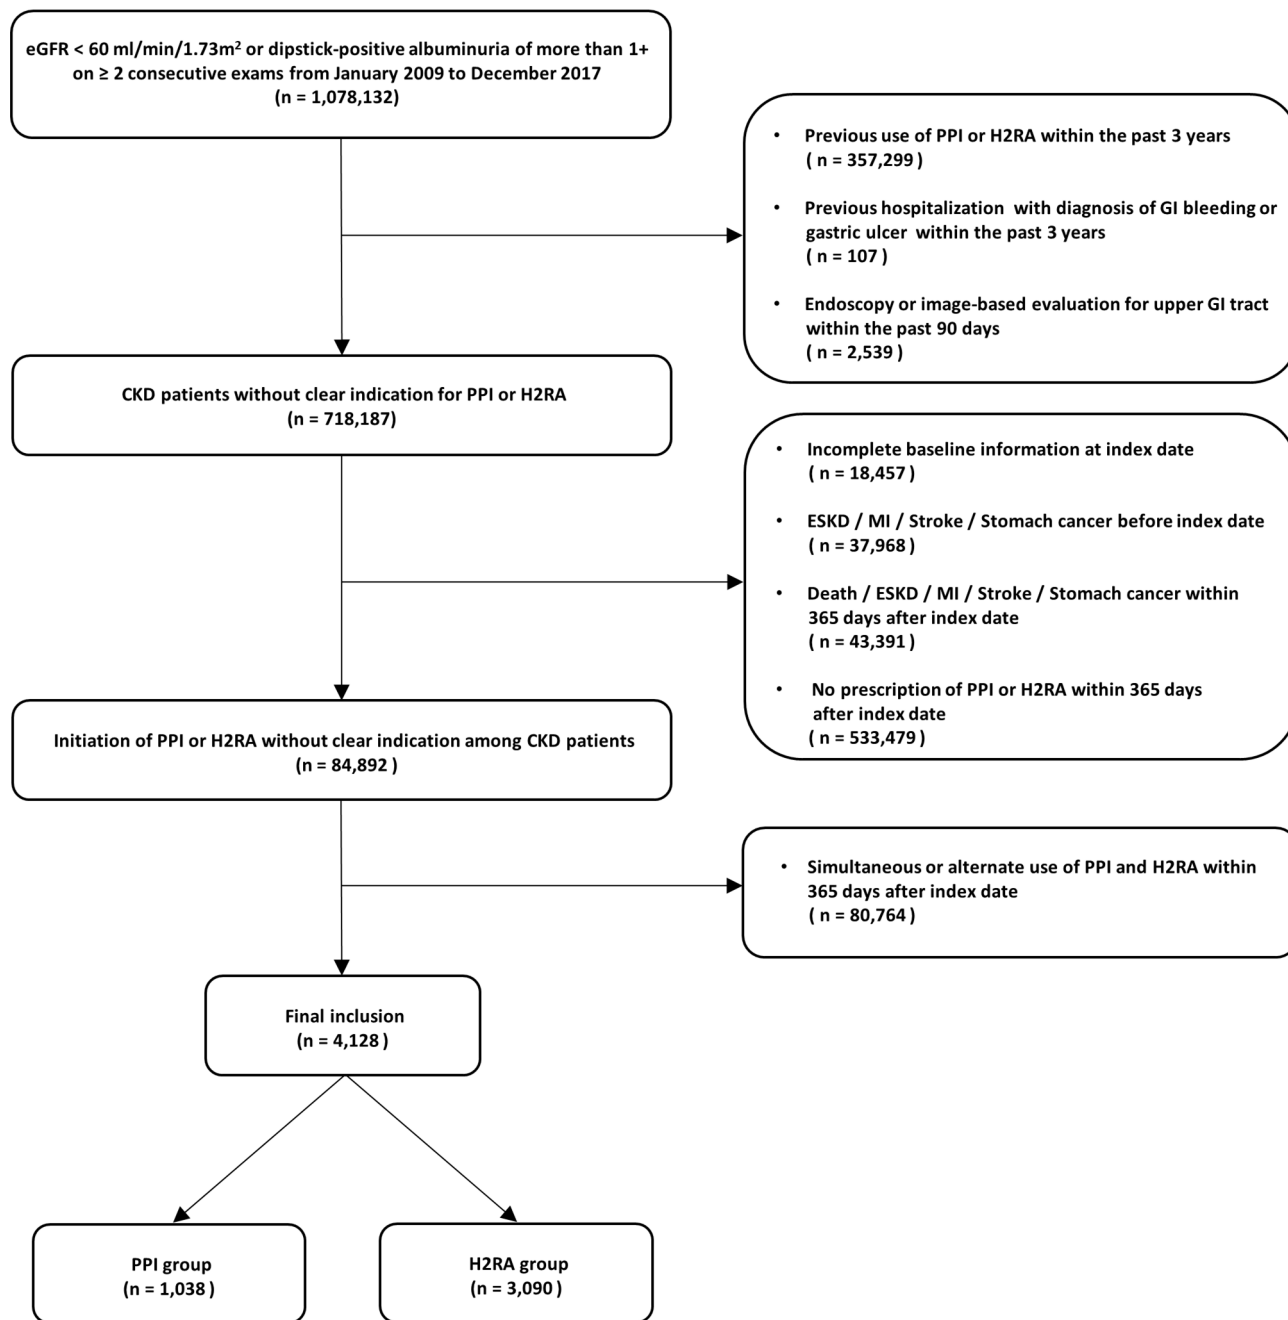 eGFR < 60 ml/min/1.73m² or dipstick-positive albuminuria of more than 1+
on ≥ 2 consecutive exams from January 2009 to December 2017
(n = 1,078,132)
• Previous use of PPI or H2RA within the past 3 years
( n = 357,299 )
• Previous hospitalization with diagnosis of GI bleeding or
gastric ulcer within the past 3 years
( n = 107 )
• Endoscopy or image-based evaluation for upper GI tract
within the past 90 days
( n = 2,539 )
CKD patients without clear indication for PPI or H2RA
(n = 718,187)
• Incomplete baseline information at index date
( n = 18,457 )
• ESKD / MI / Stroke / Stomach cancer before index date
( n = 37,968 )
• Death / ESKD / MI / Stroke / Stomach cancer within
365 days after index date
( n = 43,391 )
• No prescription of PPI or H2RA within 365 days
after index date
( n = 533,479 )
Initiation of PPI or H2RA without clear indication among CKD patients
(n = 84,892 )
• Simultaneous or alternate use of PPI and H2RA within
365 days after index date
( n = 80,764 )
Final inclusion
(n = 4,128 )
PPI group
(n = 1,038 )
H2RA group
(n = 3,090 )